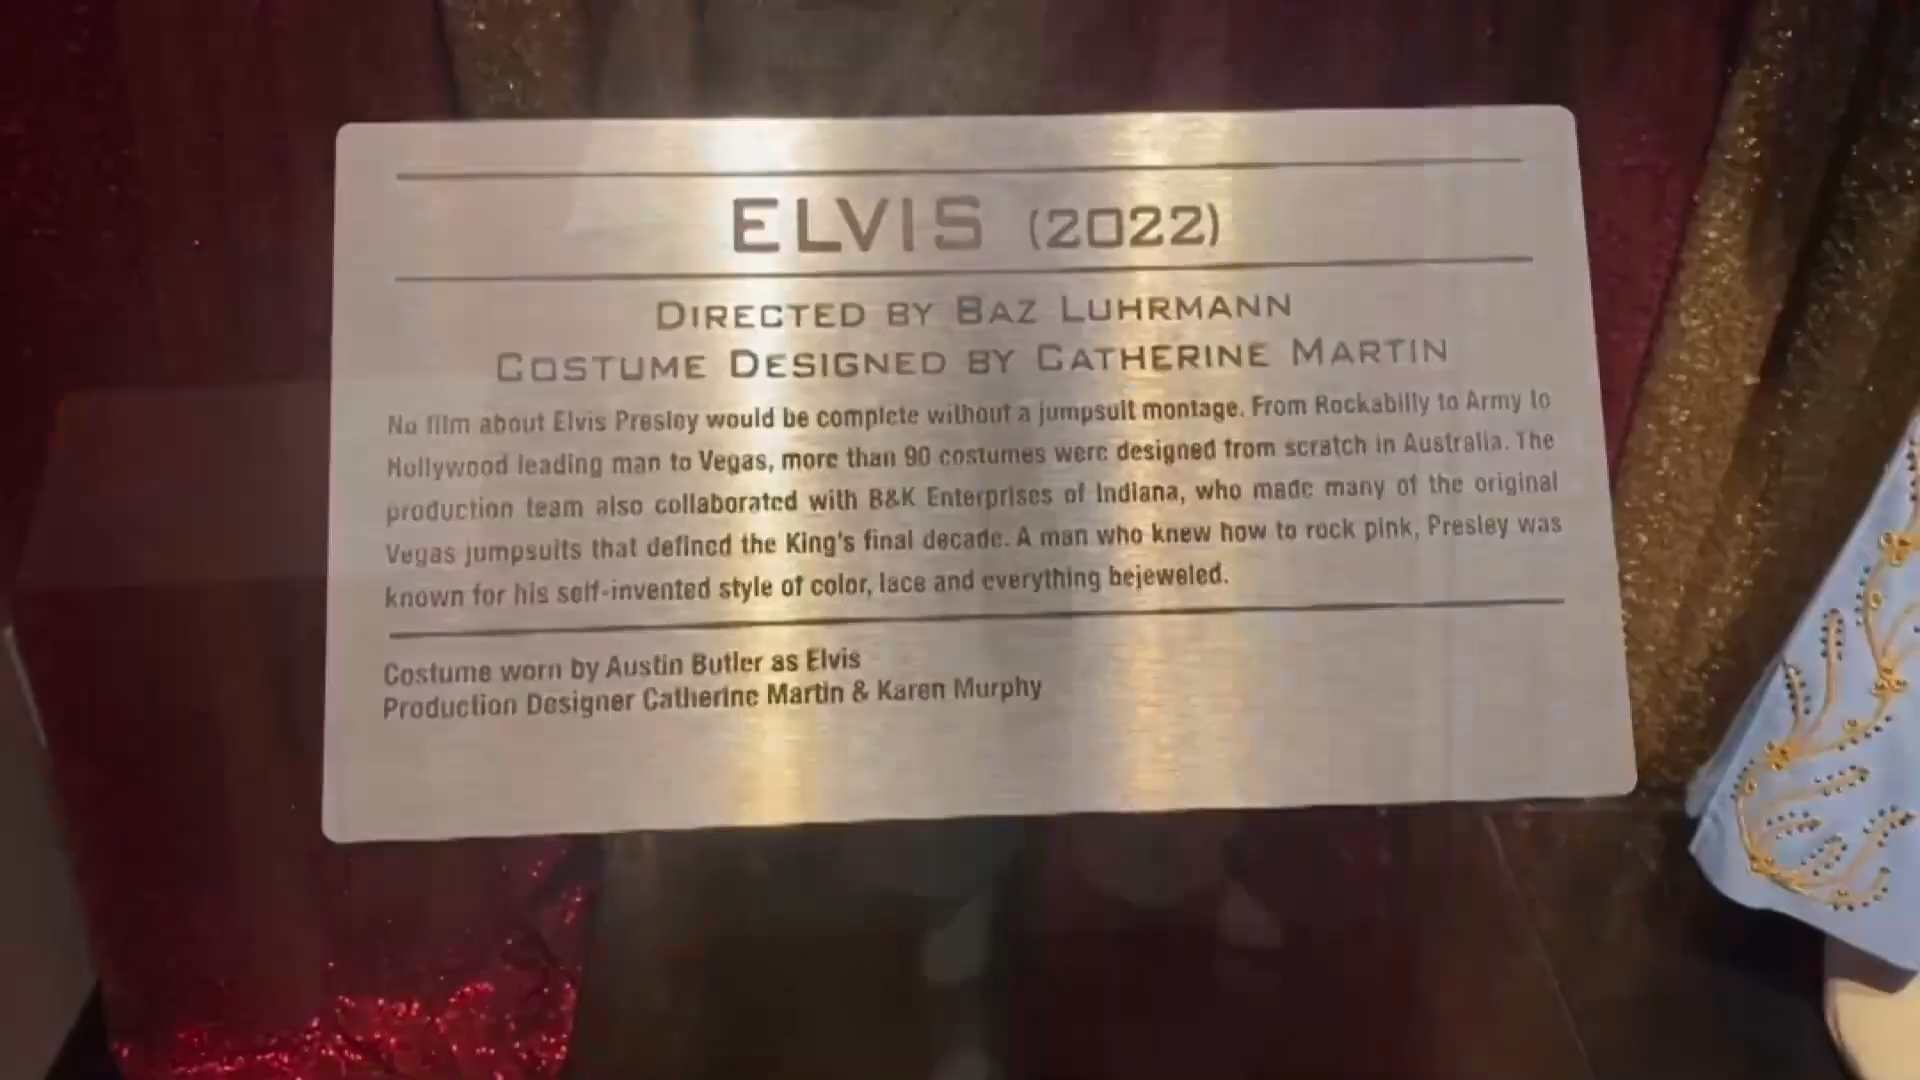 ELVIS (2022)
DIRECTED BY BAZ LUHRMANN
COSTUME DESIGNED BY CATHERINE MARTIN
No film about Elvis Presley would be complete without a jumpsuit montage. From Rockabilly to Army to
Hollywood leading man to Vegas, more than 90 costumes were designed from scratch in Australia. The
production team also collaborated with B&K Enterprises of Indiana, who made many of the original
Vegas jumpsuits that defined the King's final decade. A man who knew how to rock pink, Presley was
known for his self-invented style of color, lace and everything bejeweled.
Costume worn by Austin Butler as Elvis
Production Designer Catherine Martin & Karen Murphy